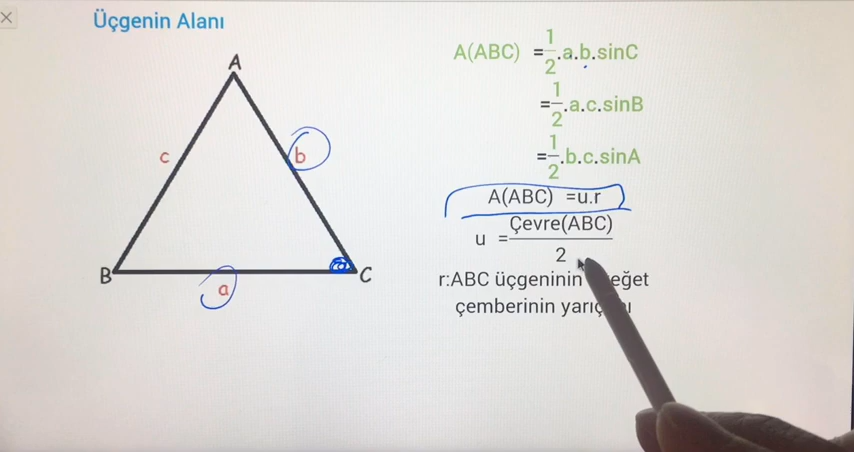 Üçgenin Alanı
A
c
b
B
a
C
A(ABC) =1/2.a.b.sinC
=1/2.a.c.sinB
=1/2.b.c.sinA
A(ABC) =u.r
u =Çevre(ABC)/2
r:ABC üçgeninin
çemberinin